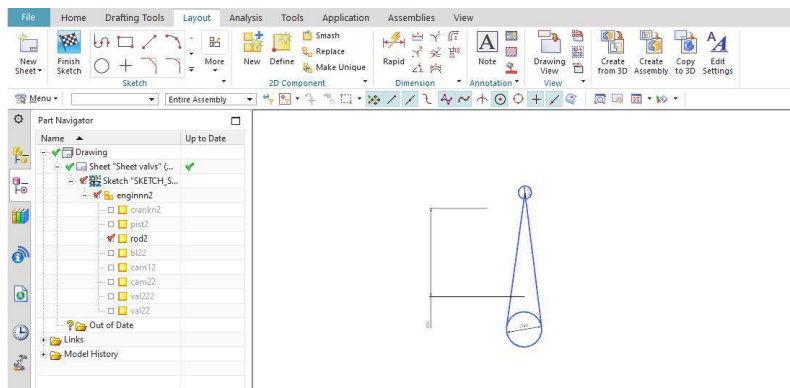 File Home Drafting Tools Layout Analysis Tools Application Assemblies View
New Sheet
Finish Sketch
More
Sketch
New
Define
Smash
Replace
Make Unique
2D Component
Rapid
Dimension
A Note
Annotation
Drawing View
View
Create from 3D
Create Assembly
Copy to 3D
Edit Settings
Menu
Entire Assembly
Part Navigator
Name Up to Date
Drawing
Sheet "Sheet valvs" (...
Sketch "SKETCH_S...
enginnn2
crankn2
pist2
rod2
bl22
cam12
cam22
val222
val22
? Out of Date
Links
Model History